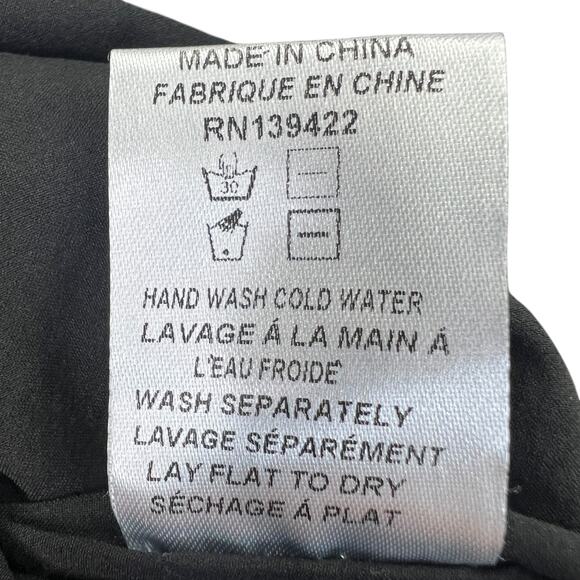 MADE IN CHINA
FABRIQUE EN CHINE
RN139422
30
HAND WASH COLD WATER
LAVAGE Á LA MAIN Á
L'EAU FROIDE
WASH SEPARATELY
LAVAGE SÉPARÉMENT
LAY FLAT TO DRY
SÉCHAGE Á PLAT